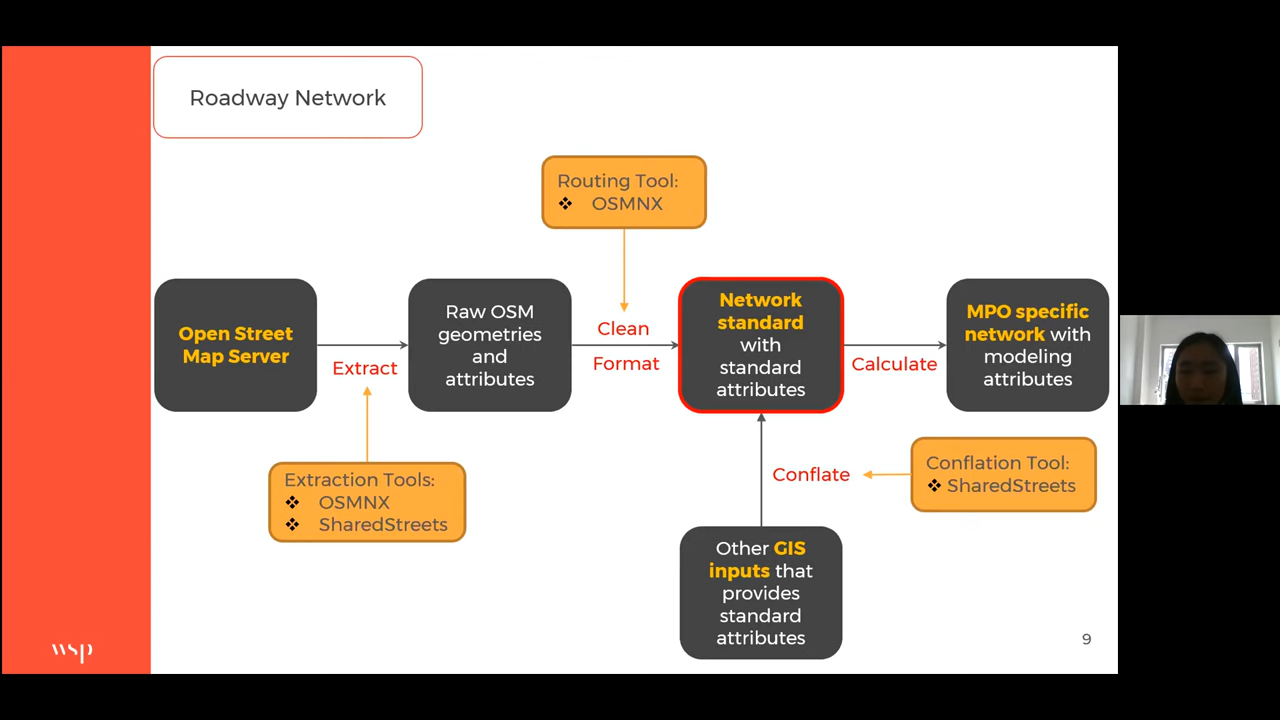 Roadway Network
Routing Tool:
❖ OSMNX
Open Street
Map Server
Extract
Raw OSM
geometries
and
attributes
Clean
Format
Network
standard
with
standard
attributes
Calculate
MPO specific
network with
modeling
attributes
Extraction Tools:
❖ OSMNX
❖ SharedStreets
Conflate
Conflation Tool:
❖ SharedStreets
Other GIS
inputs that
provides
standard
attributes
wsp
9